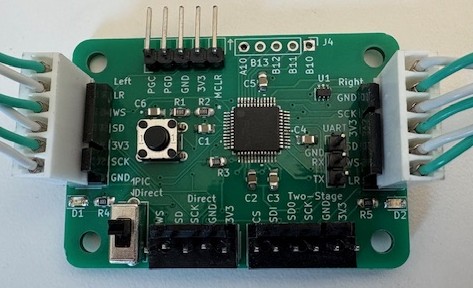 J4
A10
B13
B12
B11
B10
PGC
PGD
GND
3V3
MCLR
C5
U1
Left
LR
WS
SD
3V3
SCK
GND
C6
R1
R2
C1
R3
C4
C2
C3
UART
GND
RX
TX
Right
GND
SCK
3V3
SD
WS
LR
D1
R4
PIC
Direct
Direct
WS
SD
SCK
GND
3V3
Two-Stage
CS
SDI
SDO
SCK
GND
3V3
R5
D2